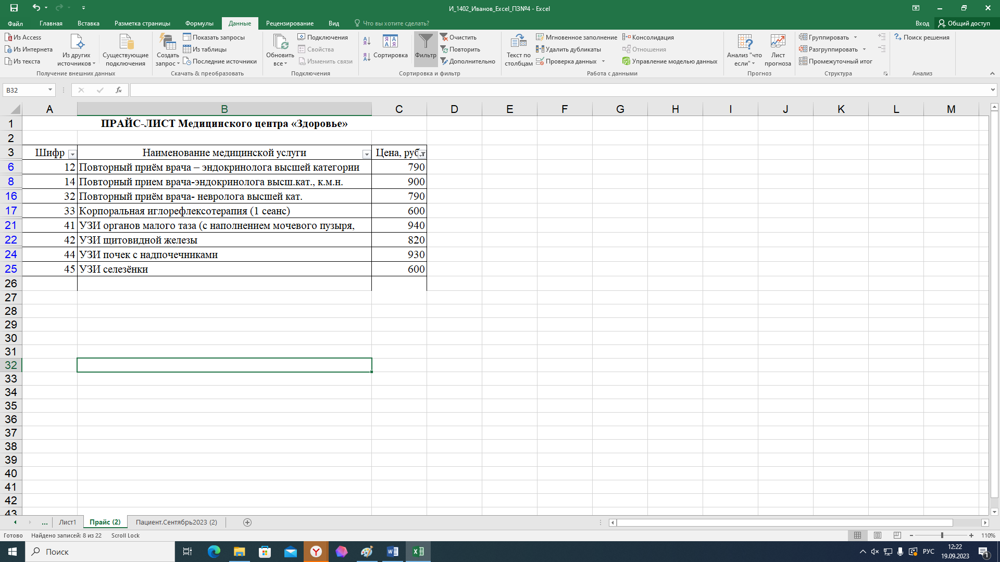 И_1402_Иванов_Excel_ПЗ№4 - Excel
Файл Главная Вставка Разметка страницы Формулы Данные Рецензирование Вид Что вы хотите сделать? Вход Общий доступ
Из Access
Из Интернета
Из текста
Из других источников
Существующие подключения
Получение внешних данных
Создать запрос
Показать запросы
Из таблицы
Последние источники
Скачать & преобразовать
Обновить все
Подключения
Свойства
Изменить связи
Подключения
Сортировка
Фильтр
Очистить
Повторить
Дополнительно
Сортировка и фильтр
Текст по столбцам
Мгновенное заполнение
Удалить дубликаты
Проверка данных
Консолидация
Отношения
Управление моделью данных
Работа с данными
Анализ "что если"
Лист прогноза
Прогноз
Группировать
Разгруппировать
Промежуточный итог
Структура
Поиск решения
Анализ
B32 fx
A B C D E F G H I J K L M
1 ПРАЙС-ЛИСТ Медицинского центра «Здоровье»
2
3 Шифр Наименование медицинской услуги Цена, руб.
6 12 Повторный приём врача – эндокринолога высшей категории 790
8 14 Повторный прием врача-эндокринолога высш.кат., к.м.н. 900
16 32 Повторный приём врача- невролога высшей кат. 790
17 33 Корпоральная иглорефлексотерапия (1 сеанс) 600
21 41 УЗИ органов малого таза (с наполнением мочевого пузыря, 940
22 42 УЗИ щитовидной железы 820
24 44 УЗИ почек с надпочечниками 930
25 45 УЗИ селезёнки 600
26
27
28
29
30
31
32
33
34
35
36
37
38
39
40
41
42
43
... Лист1 Прайс (2) Пациент.Сентябрь2023 (2)
Готово Найдено записей: 8 из 22 Scroll Lock 110%
Поиск РУС 12:22
19.09.2023 1